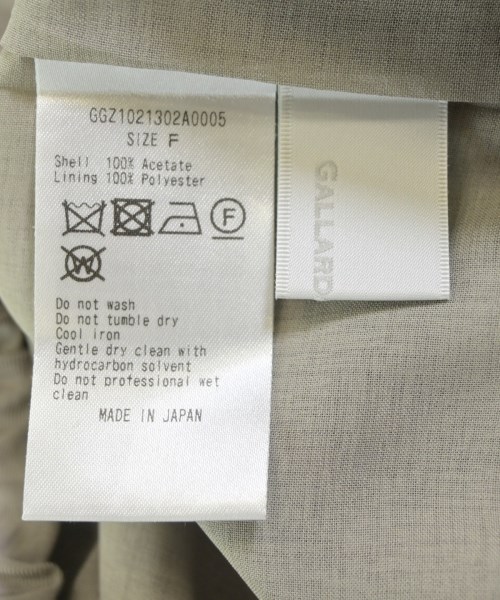 GGZ1021302A0005
SIZE F
Shell 100% Acetate
Lining 100% Polyester
F
W
Do not wash
Do not tumble dry
Cool iron
Gentle dry clean with
hydrocarbon solvent
Do not professional wet
clean
MADE IN JAPAN
GALLARD